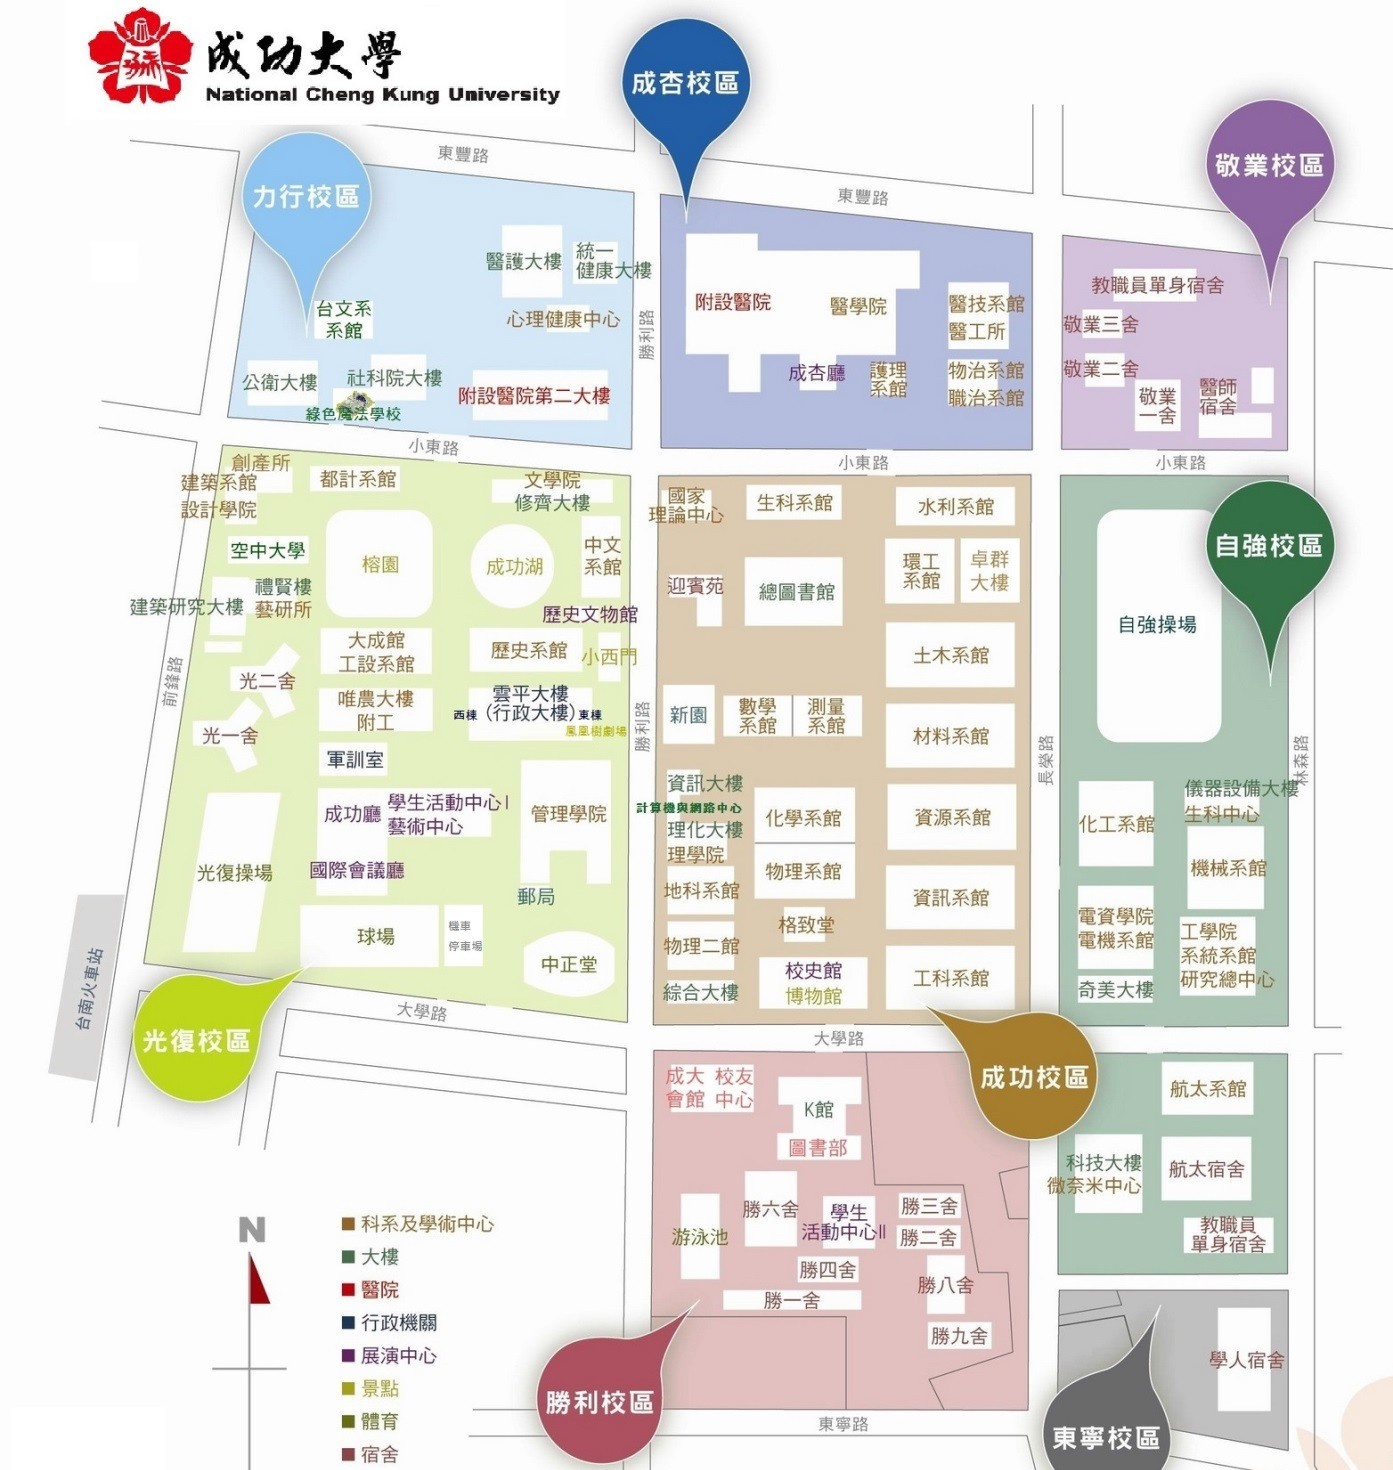 成功大學
National Cheng Kung University
成杏校區
敬業校區
力行校區
東豐路
東豐路
醫護大樓
統一
健康大樓
心理健康中心
台文系
系館
公衛大樓
社科院大樓
綠色魔法學校
附設醫院第二大樓
勝利路
附設醫院
醫學院
醫技系館
醫工所
成杏廳
護理
系館
物治系館
職治系館
教職員單身宿舍
敬業三舍
敬業二舍
敬業
一舍
醫師
宿舍
小東路
小東路
小東路
創產所
建築系館
設計學院
都計系館
文學院
修齊大樓
空中大學
榕園
成功湖
中文
系館
禮賢樓
藝研所
建築研究大樓
歷史文物館
大成館
工設系館
歷史系館
小西門
前鋒路
光二舍
唯農大樓
附工
雲平大樓
西棟
(行政大樓)
東棟
鳳凰樹劇場
光一舍
軍訓室
成功廳
學生活動中心I
藝術中心
管理學院
國際會議廳
光復操場
郵局
球場
機車
停車場
中正堂
台南火車站
光復校區
大學路
勝利路
國家
理論中心
生科系館
水利系館
環工
系館
卓群
大樓
迎賓苑
總圖書館
土木系館
新園
數學
系館
測量
系館
材料系館
資訊大樓
計算機與網路中心
理化大樓
理學院
化學系館
資源系館
物理系館
地科系館
資訊系館
格致堂
物理二館
校史館
博物館
工科系館
綜合大樓
長榮路
自強校區
自強操場
林森路
儀器設備大樓
生科中心
化工系館
機械系館
電資學院
電機系館
工學院
系統系館
研究總中心
奇美大樓
大學路
成功校區
成大
會館
校友
中心
K館
圖書部
航太系館
科技大樓
微奈米中心
航太宿舍
教職員
單身宿舍
游泳池
勝六舍
學生
活動中心II
勝三舍
勝二舍
勝四舍
勝八舍
勝一舍
勝九舍
學人宿舍
勝利校區
東寧路
東寧校區
N
科系及學術中心
大樓
醫院
行政機關
展演中心
景點
體育
宿舍